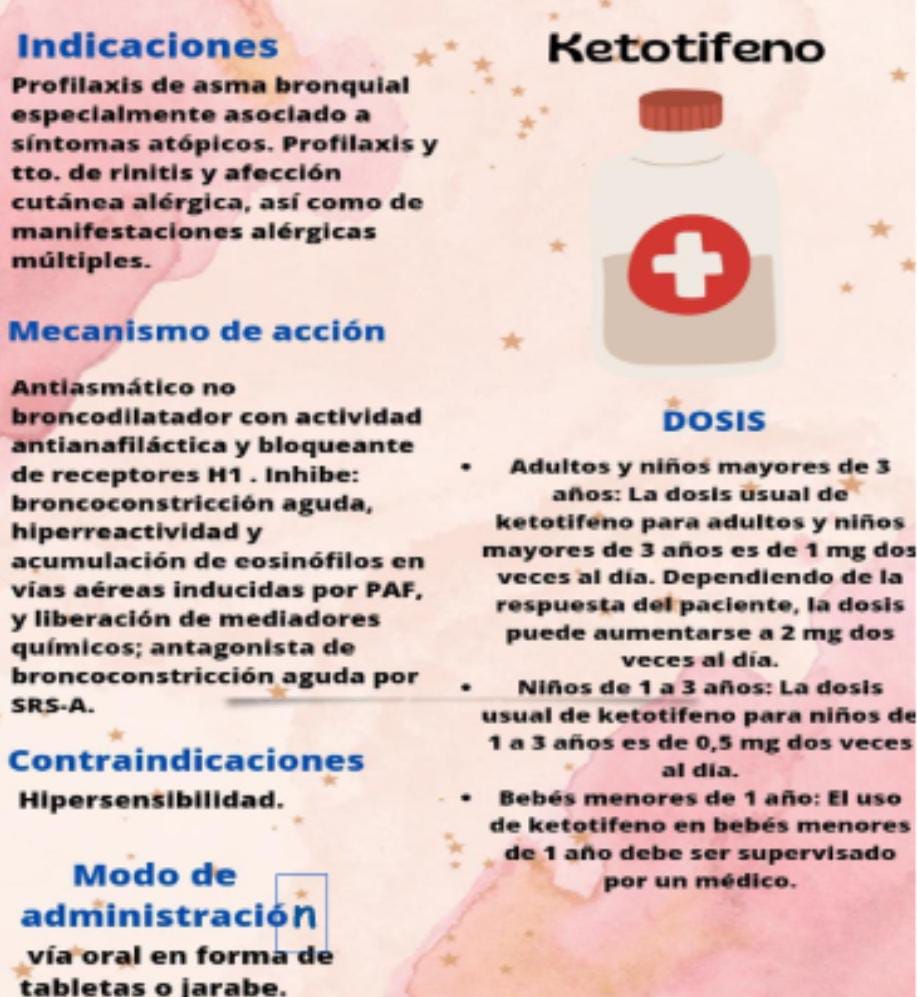 Indicaciones
Profilaxis de asma bronquial
especialmente asociado a
síntomas atópicos. Profilaxis y
tto. de rinitis y afección
cutánea alérgica, así como de
manifestaciones alérgicas
múltiples.
Mecanismo de acción
Antiasmático no
broncodilatador con actividad
antianafiláctica y bloqueante
de receptores H1 . Inhibe:
broncoconstricción aguda,
hiperreactividad y
acumulación de eosinófilos en
vías aéreas inducidas por PAF,
y liberación de mediadores
químicos; antagonista de
broncoconstricción aguda por
SRS-A.
Contraindicaciones
Hipersensibilidad.
Modo de
administración
vía oral en forma de
tabletas o jarabe.
Ketotifeno
DOSIS
• Adultos y niños mayores de 3
años: La dosis usual de
ketotifeno para adultos y niños
mayores de 3 años es de 1 mg dos
veces al día. Dependiendo de la
respuesta del paciente, la dosis
puede aumentarse a 2 mg dos
veces al día.
• Niños de 1 a 3 años: La dosis
usual de ketotifeno para niños de
1 a 3 años es de 0,5 mg dos veces
al día.
• Bebés menores de 1 año: El uso
de ketotifeno en bebés menores
de 1 año debe ser supervisado
por un médico.